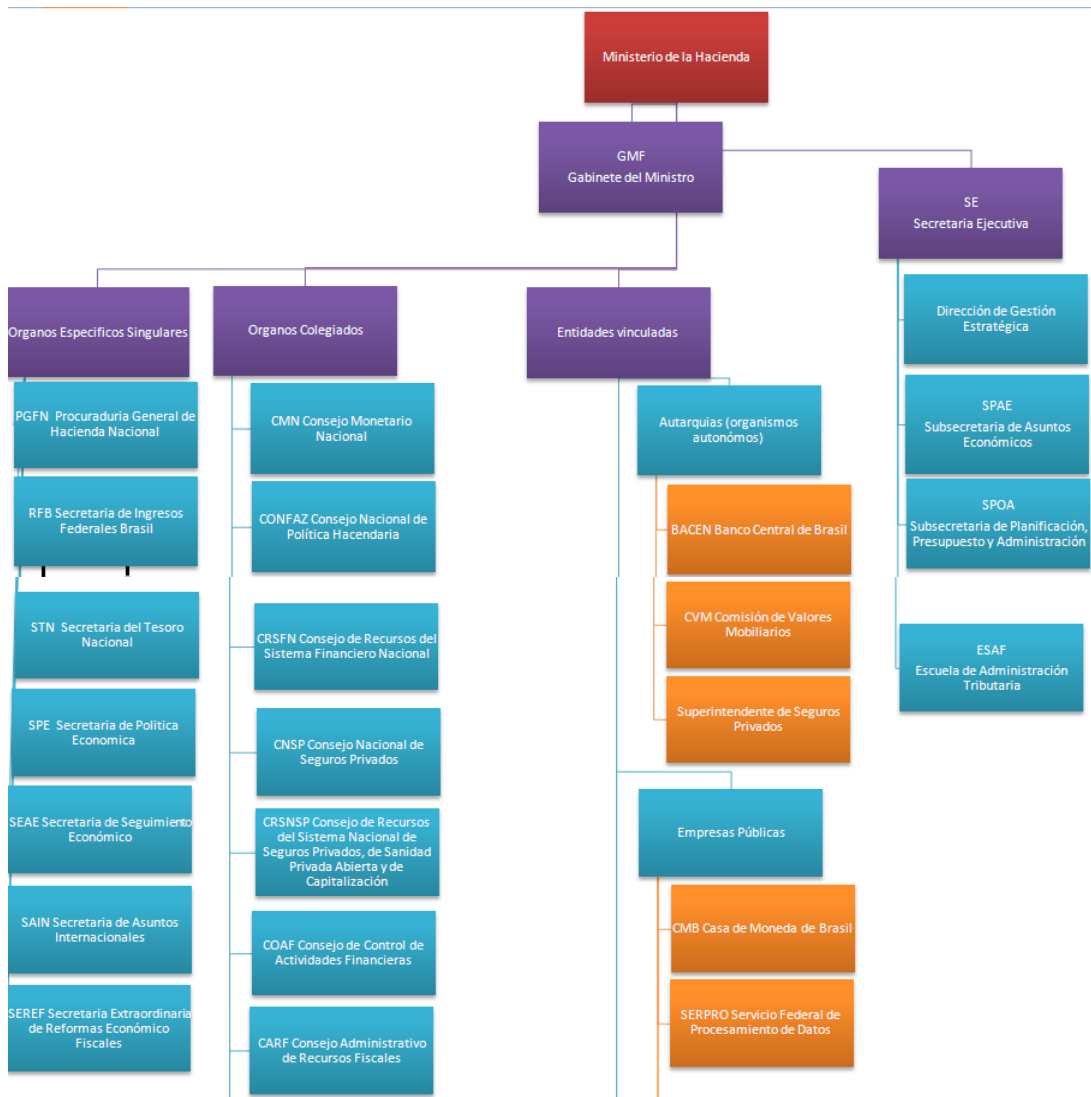 Ministerio de la Hacienda
GMF
Gabinete del Ministro
SE
Secretaria Ejecutiva
Organos Especificos Singulares
Organos Colegiados
Entidades vinculadas
Dirección de Gestión
Estratégica
PGFN  Procuraduria General de
Hacienda Nacional
CMN Consejo Monetario
Nacional
Autarquias (organismos
autonómos)
SPAE
Subsecretaria de Asuntos
Económicos
RFB Secretaria de Ingresos
Federales Brasil
CONFAZ Consejo Nacional de
Política Hacendaria
BACEN Banco Central de Brasil
SPOA
Subsecretaria de Planificación,
Presupuesto y Administración
STN  Secretaria del Tesoro
Nacional
CRSFN Consejo de Recursos del
Sistema Financiero Nacional
CVM Comisión de Valores
Mobiliarios
ESAF
Escuela de Administración
Tributaria
SPE  Secretaria de Politica
Economica
CNSP Consejo Nacional de
Seguros Privados
Superintendente de Seguros
Privados
SEAE Secretaria de Seguimiento
Económico
CRSNSP Consejo de Recursos
del Sistema Nacional de
Seguros Privados, de Sanidad
Privada Abierta y de
Capitalización
Empresas Públicas
SAIN Secretaria de Asuntos
Internacionales
COAF Consejo de Control de
Actividades Financieras
CMB Casa de Moneda de Brasil
SEREF Secretaria Extraordinaria
de Reformas Económico
Fiscales
CARF Consejo Administrativo
de Recursos Fiscales
SERPRO Servicio Federal de
Procesamiento de Datos